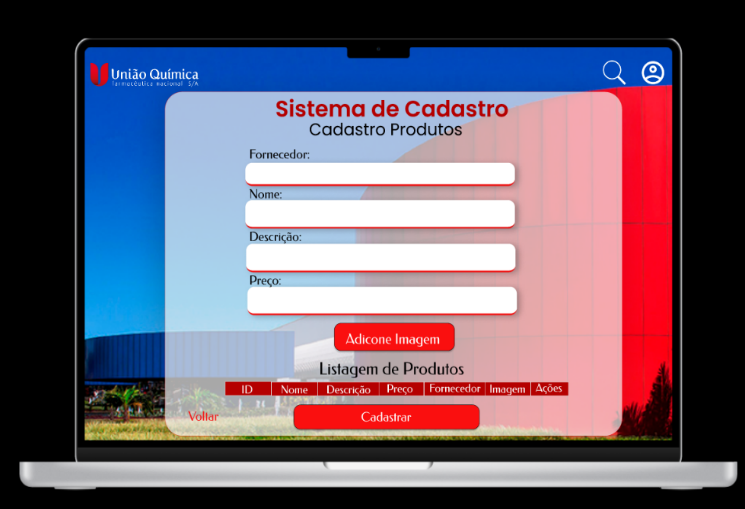 União Química
farmacêutica nacional S/A
Sistema de Cadastro
Cadastro Produtos
Fornecedor:
Nome:
Descrição:
Preço:
Adicone Imagem
Listagem de Produtos
ID Nome Descrição Preço Fornecedor Imagem Ações
Voltar Cadastrar